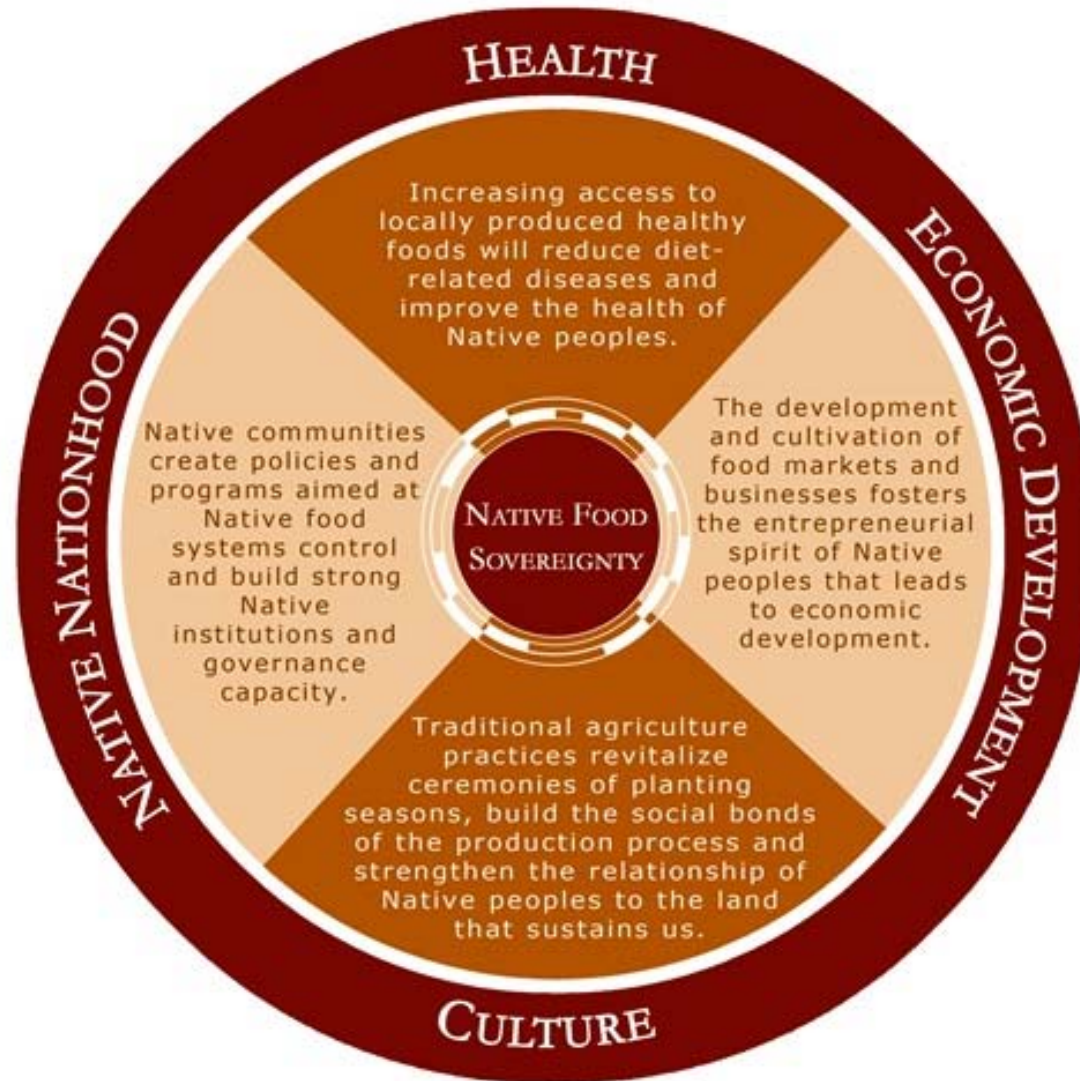 HEALTH
Increasing access to
locally produced healthy
foods will reduce diet-
related diseases and
improve the health of
Native peoples.
ECONOMIC DEVELOPMENT
The development
and cultivation of
food markets and
businesses fosters
the entrepreneurial
spirit of Native
peoples that leads
to economic
development.
NATIVE NATIONHOOD
Native communities
create policies and
programs aimed at
Native food
systems control
and build strong
Native
institutions and
governance
capacity.
NATIVE FOOD
SOVEREIGNTY
Traditional agriculture
practices revitalize
ceremonies of planting
seasons, build the social bonds
of the production process and
strengthen the relationship of
Native peoples to the land
that sustains us.
CULTURE